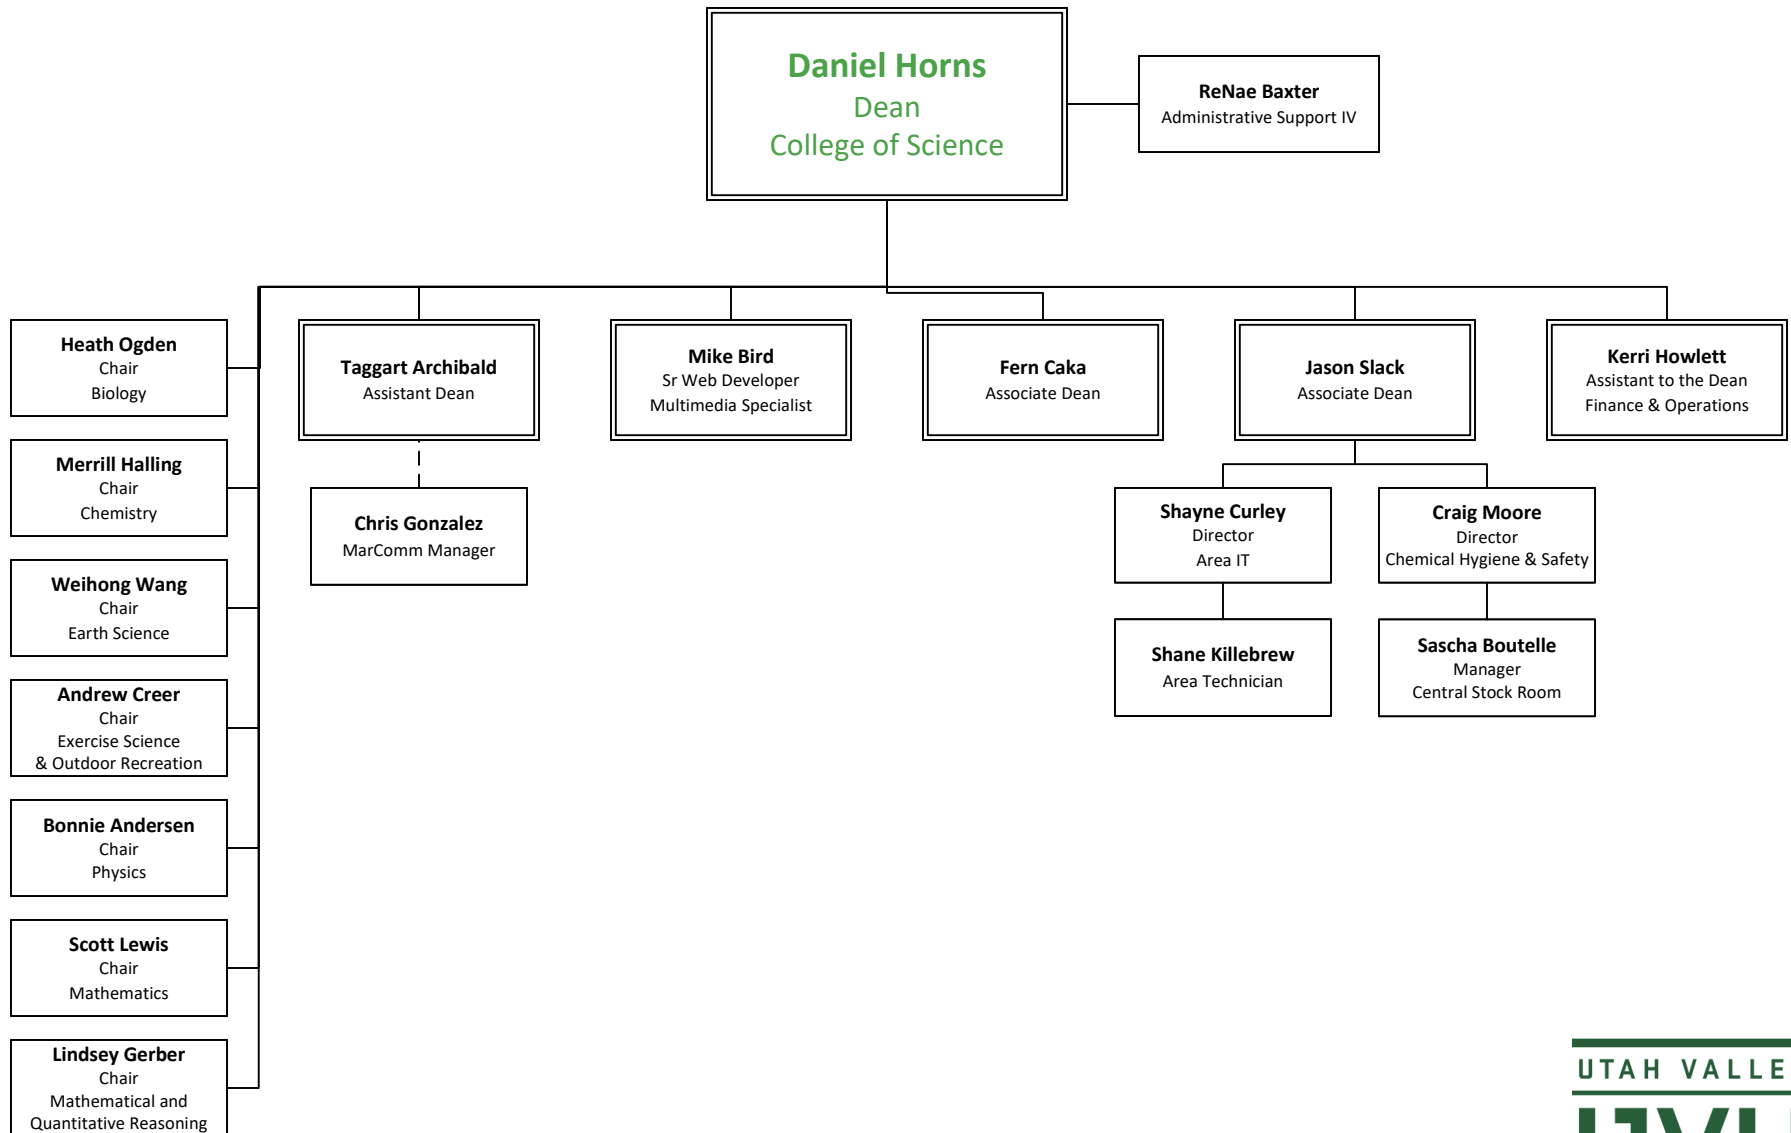 Daniel Horns
Dean
College of Science
ReNae Baxter
Administrative Support IV
Heath Ogden
Chair
Biology
Merrill Halling
Chair
Chemistry
Weihong Wang
Chair
Earth Science
Andrew Creer
Chair
Exercise Science
& Outdoor Recreation
Bonnie Andersen
Chair
Physics
Scott Lewis
Chair
Mathematics
Lindsey Gerber
Chair
Mathematical and
Quantitative Reasoning
Taggart Archibald
Assistant Dean
Chris Gonzalez
MarComm Manager
Mike Bird
Sr Web Developer
Multimedia Specialist
Fern Caka
Associate Dean
Jason Slack
Associate Dean
Shayne Curley
Director
Area IT
Shane Killebrew
Area Technician
Craig Moore
Director
Chemical Hygiene & Safety
Sascha Boutelle
Manager
Central Stock Room
Kerri Howlett
Assistant to the Dean
Finance & Operations
UTAH VALLE